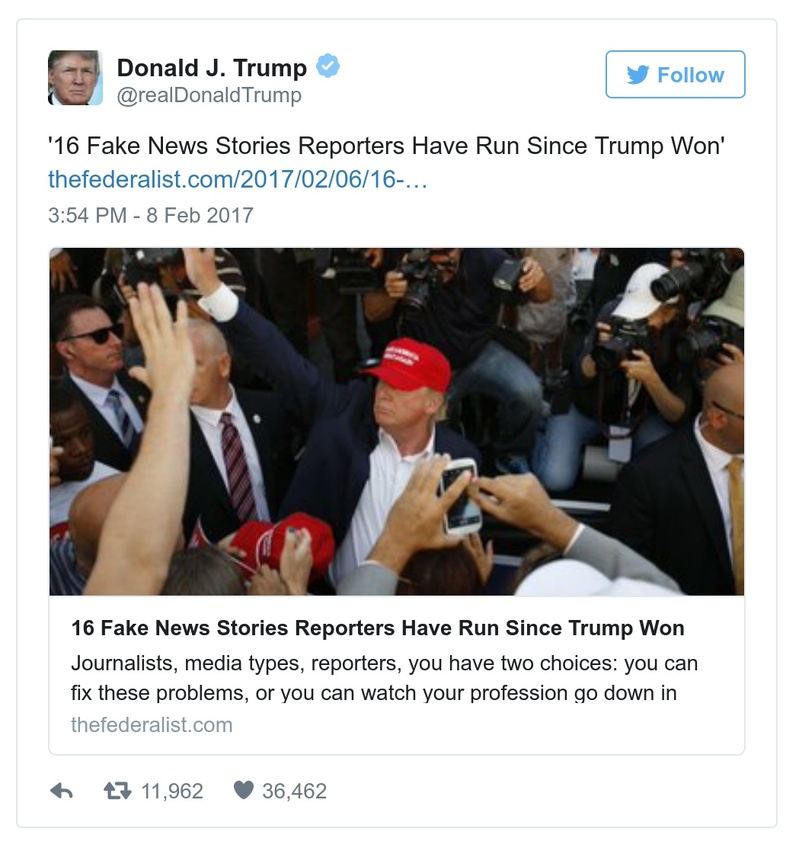 Donald J. Trump
@realDonaldTrump
Follow
'16 Fake News Stories Reporters Have Run Since Trump Won'
thefederalist.com/2017/02/06/16-…
3:54 PM - 8 Feb 2017
16 Fake News Stories Reporters Have Run Since Trump Won
Journalists, media types, reporters, you have two choices: you can
fix these problems, or you can watch your profession go down in
thefederalist.com
11,962
36,462